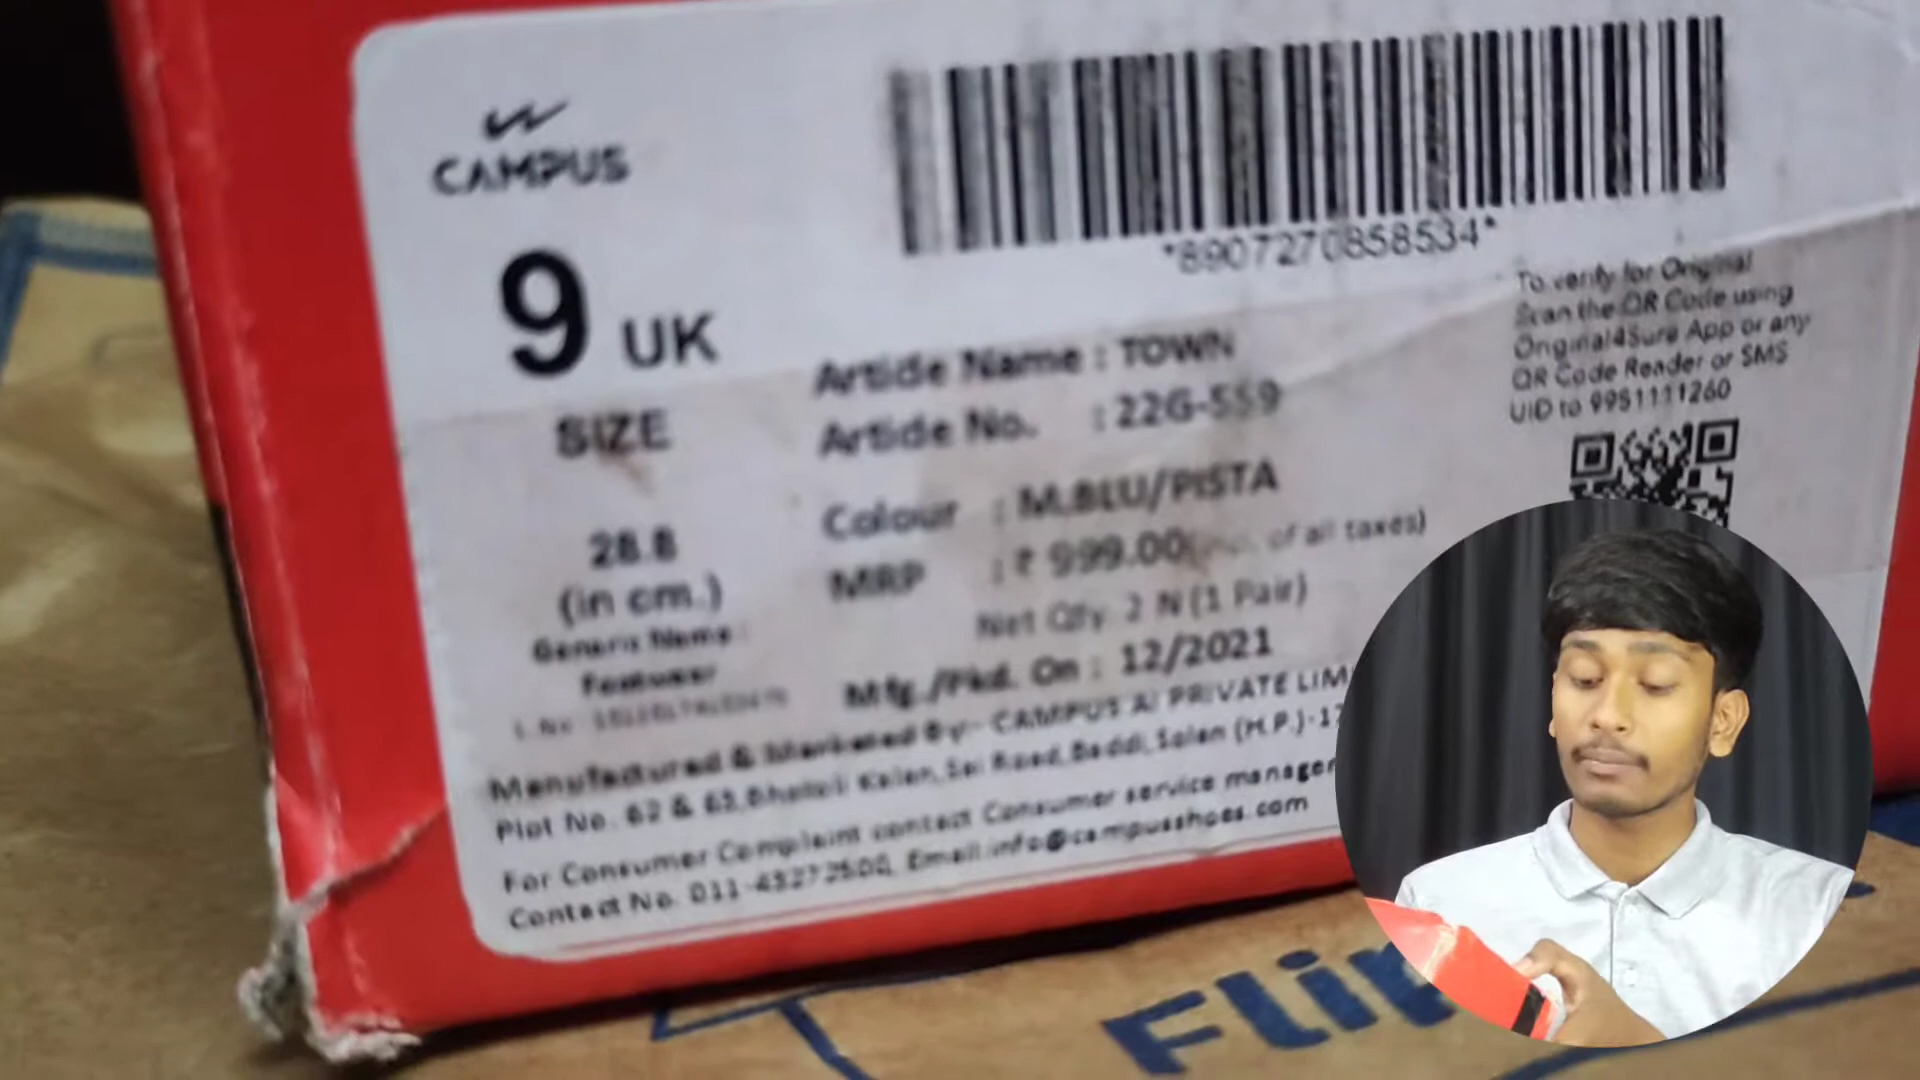 CAMPUS
9 UK
SIZE
28.8
(in cm.)
Generic Name :
Footwear
*8907270858534*
To verify for Original
Scan the QR Code using
Original4Sure App or any
QR Code Reader or SMS
UID to 9951111260
Article Name : TOWN
Article No. : 22G-559
Colour : M.BLU/PISTA
MRP : ₹ 999.00 of all taxes)
Net Qty. 2 N (1 Pair)
Mfg./Pkd. On : 12/2021
Manufactured & Marketed By:- CAMPUS AI PRIVATE LIM
Plot No. 62 & 63, Kalan, Sai Road, Baddi, Solan (H.P.)-17
For Consumer Complaint contact Consumer service manager
Contact No. 011-43272500, Email:info@campusshoes.com
Flip